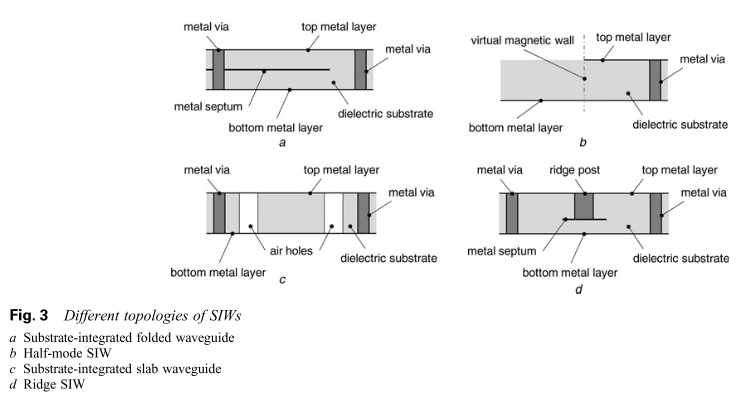 metal via
top metal layer
metal via
metal septum
dielectric substrate
bottom metal layer
a
virtual magnetic wall
top metal layer
metal via
bottom metal layer
dielectric substrate
b
metal via
top metal layer
metal via
air holes
dielectric substrate
bottom metal layer
c
metal via
ridge post
top metal layer
metal via
metal septum
dielectric substrate
bottom metal layer
d
Fig. 3 Different topologies of SIWs
a Substrate-integrated folded waveguide
b Half-mode SIW
c Substrate-integrated slab waveguide
d Ridge SIW